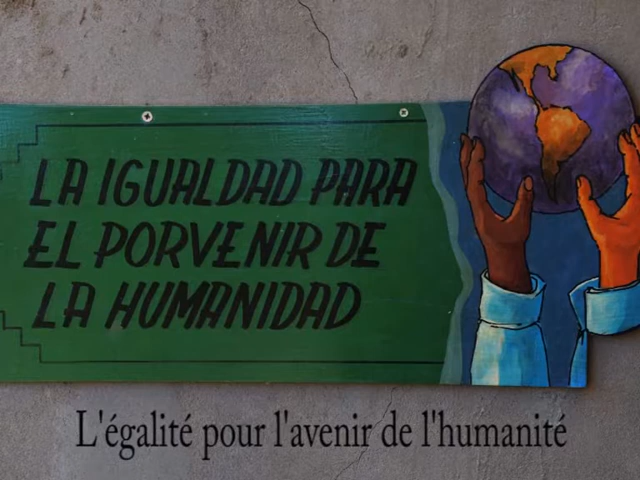 LA IGUALDAD PARA
EL PORVENIR DE
LA HUMANIDAD
L'égalité pour l'avenir de l'humanité